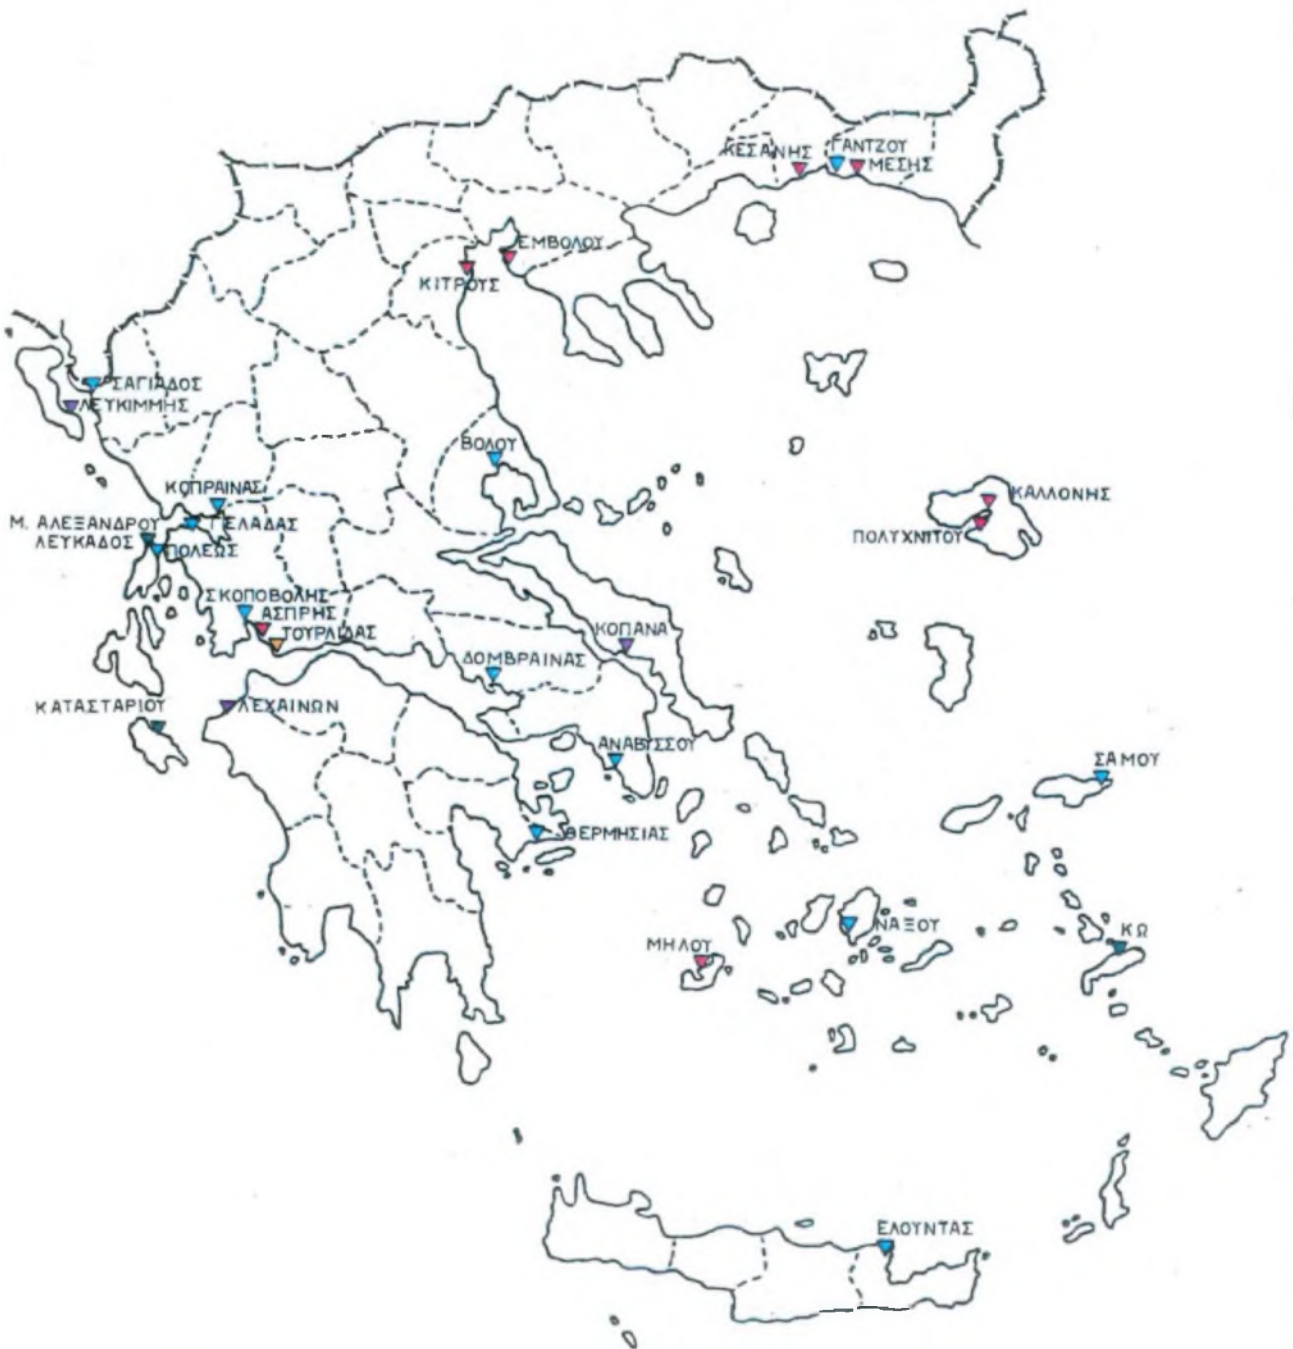 ΚΕΣΑΝΗΣ
ΓΑΝΤΖΟΥ
ΜΕΣΗΣ
ΕΜΒΟΛΟΥ
ΚΙΤΡΟΥΣ
ΣΑΓΙΑΔΟΣ
ΛΕΥΚΙΜΜΗΣ
ΒΟΛΟΥ
ΚΟΠΡΑΙΝΑΣ
ΚΑΛΛΟΝΗΣ
Μ. ΑΛΕΞΑΝΔΡΟΥ
ΓΕΛΑΔΑΣ
ΛΕΥΚΑΔΟΣ
ΠΟΛΕΩΣ
ΠΟΛΥΧΝΙΤΟΥ
ΣΚΟΠΟΒΟΛΗΣ
ΑΣΠΡΗΣ
ΤΟΥΡΛΙΔΑΣ
ΚΟΠΑΝΑ
ΔΟΜΒΡΑΙΝΑΣ
ΚΑΤΑΣΤΑΡΙΟΥ
ΛΕΧΑΙΝΩΝ
ΑΝΑΒΥΣΣΟΥ
ΣΑΜΟΥ
ΘΕΡΜΗΣΙΑΣ
ΝΑΞΟΥ
ΚΩ
ΜΗΛΟΥ
ΕΛΟΥΝΤΑΣ